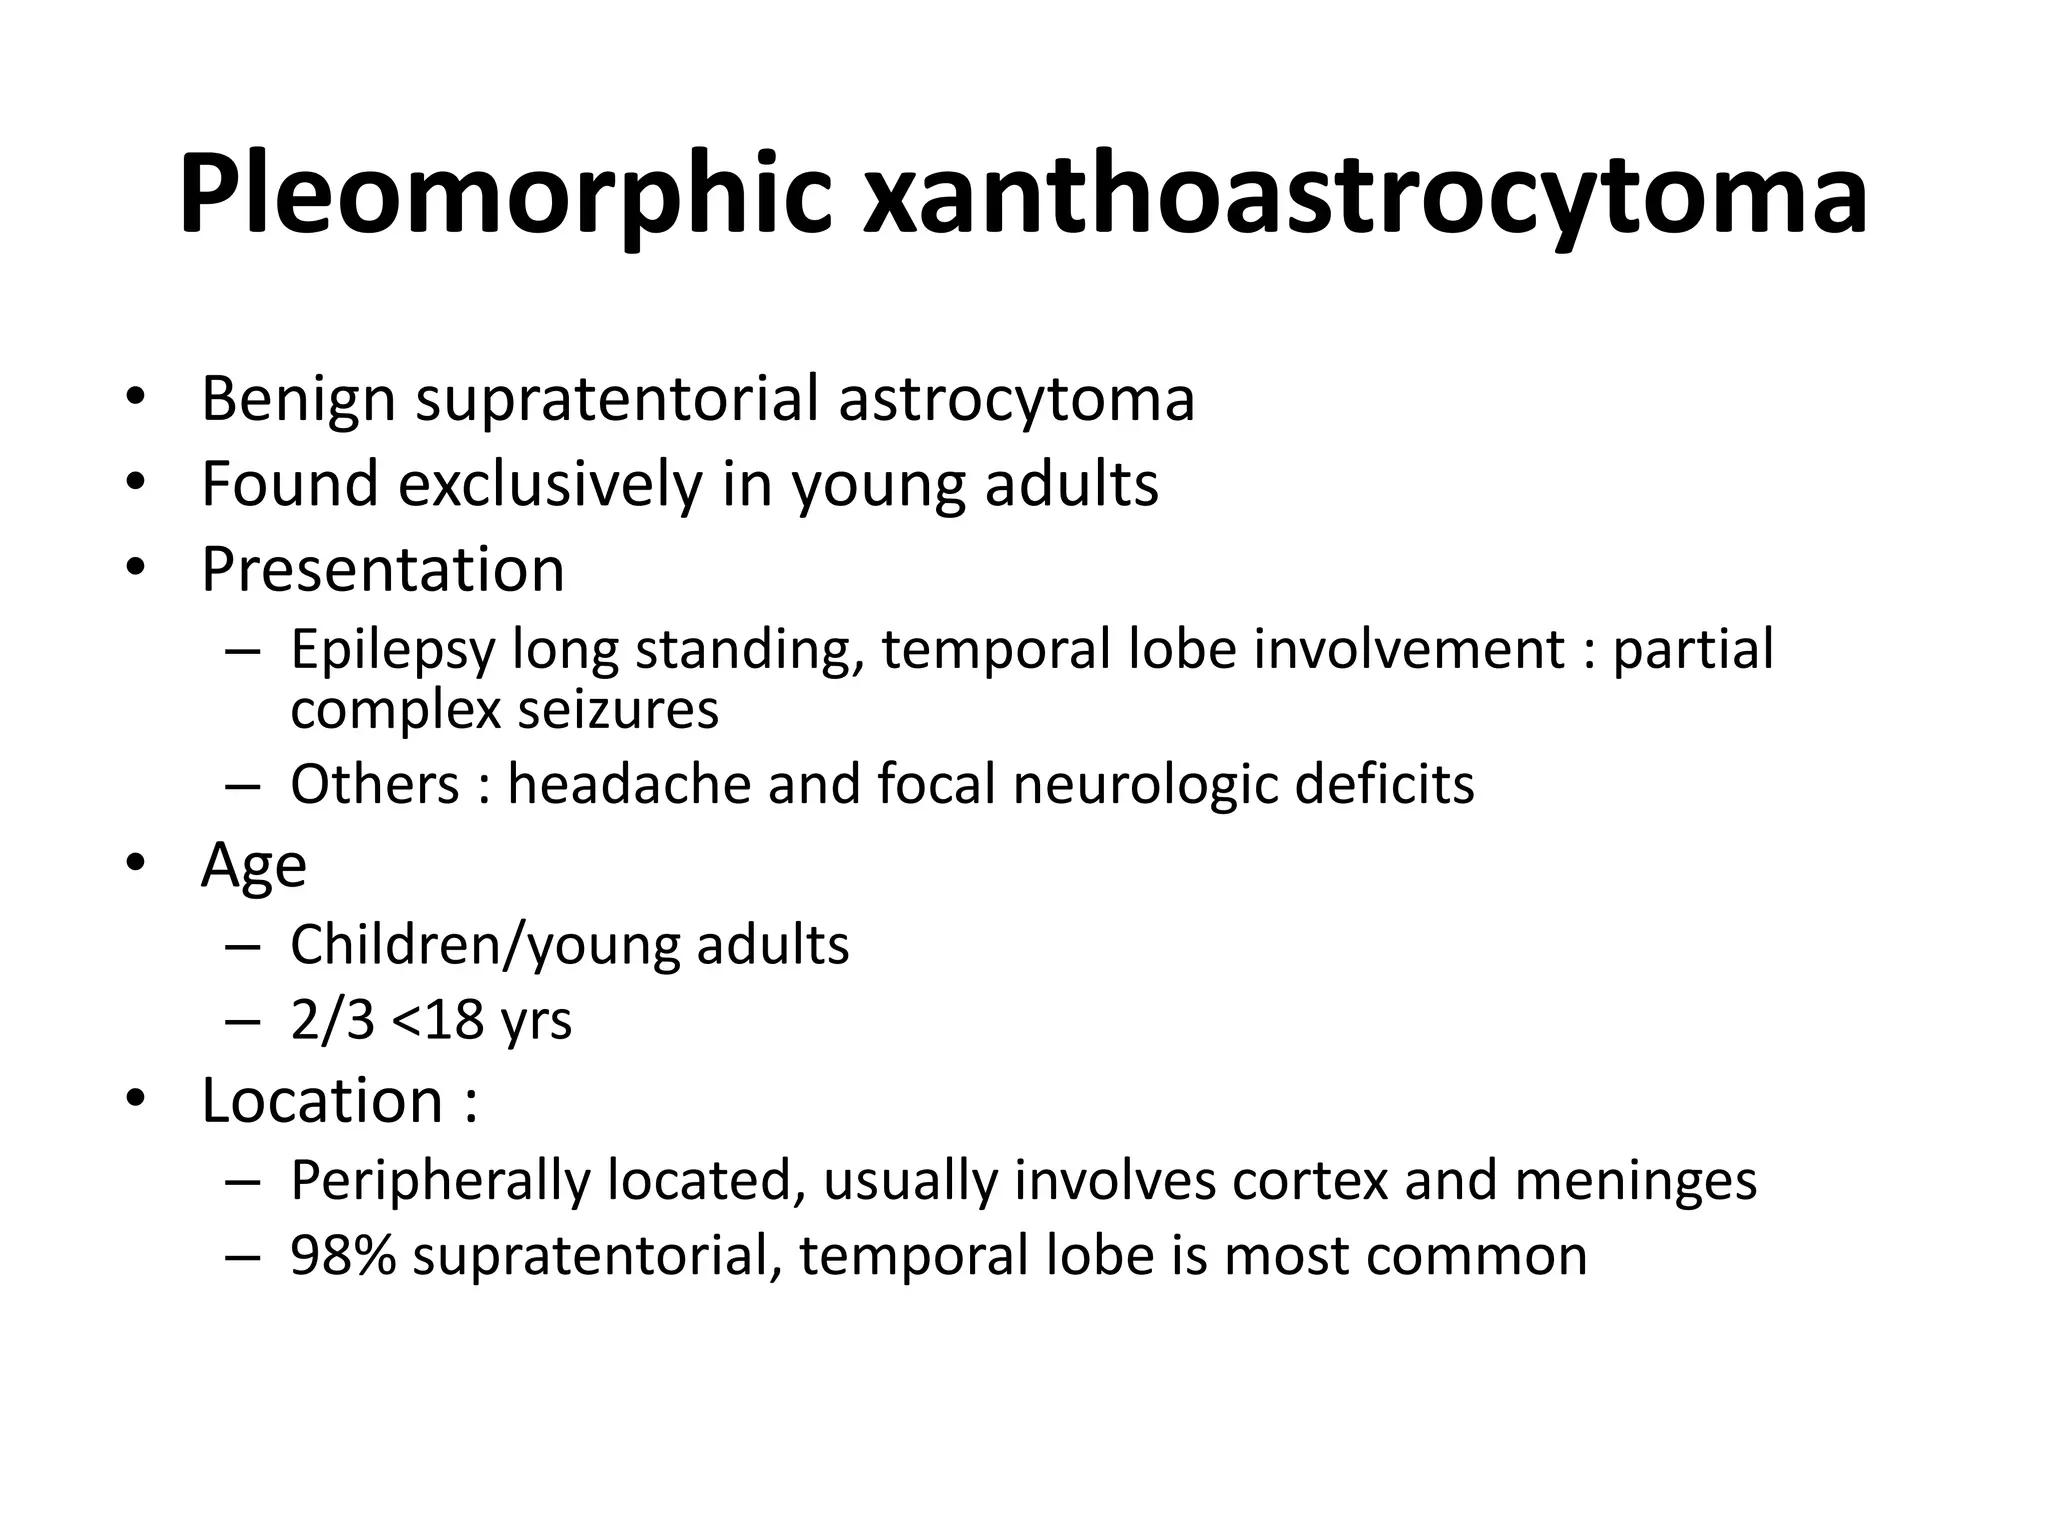 Pleomorphic xanthoastrocytoma
• Benign supratentorial astrocytoma
• Found exclusively in young adults
• Presentation
– Epilepsy long standing, temporal lobe involvement : partial
complex seizures
– Others : headache and focal neurologic deficits
• Age
– Children/young adults
– 2/3 <18 yrs
• Location :
– Peripherally located, usually involves cortex and meninges
– 98% supratentorial, temporal lobe is most common